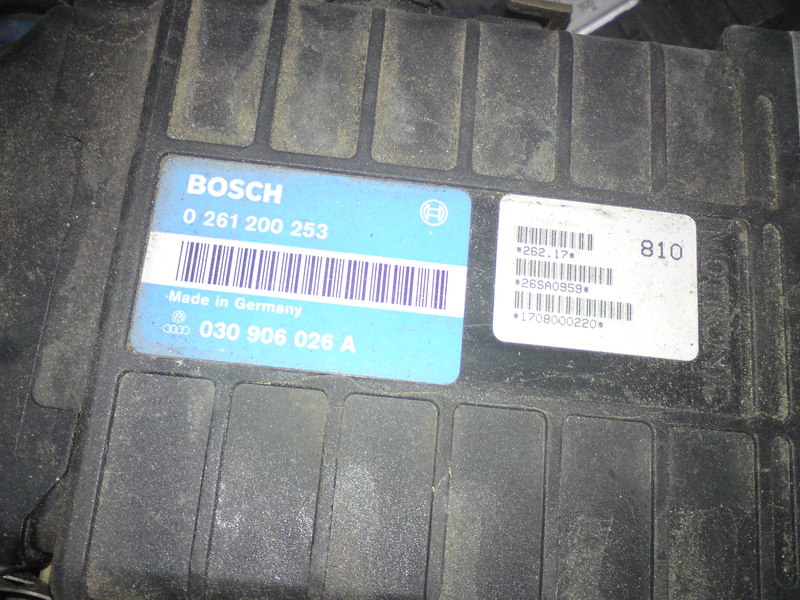 BOSCH
0 261 200 253
Made in Germany
030 906 026 A
810
*262.17*
*26SA0959*
*1708000220*